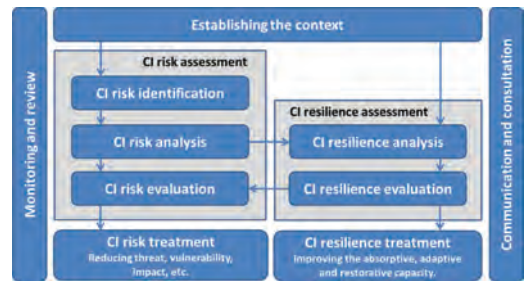 Establishing the context
Monitoring and review
CI risk assessment
CI risk identification
CI risk analysis
CI risk evaluation
CI resilience assessment
CI resilience analysis
CI resilience evaluation
CI risk treatment
Reducing threat, vulnerability,
impact, etc.
CI resilience treatment
Improving the absorptive, adaptive
and restorative capacity.
Communication and consultation